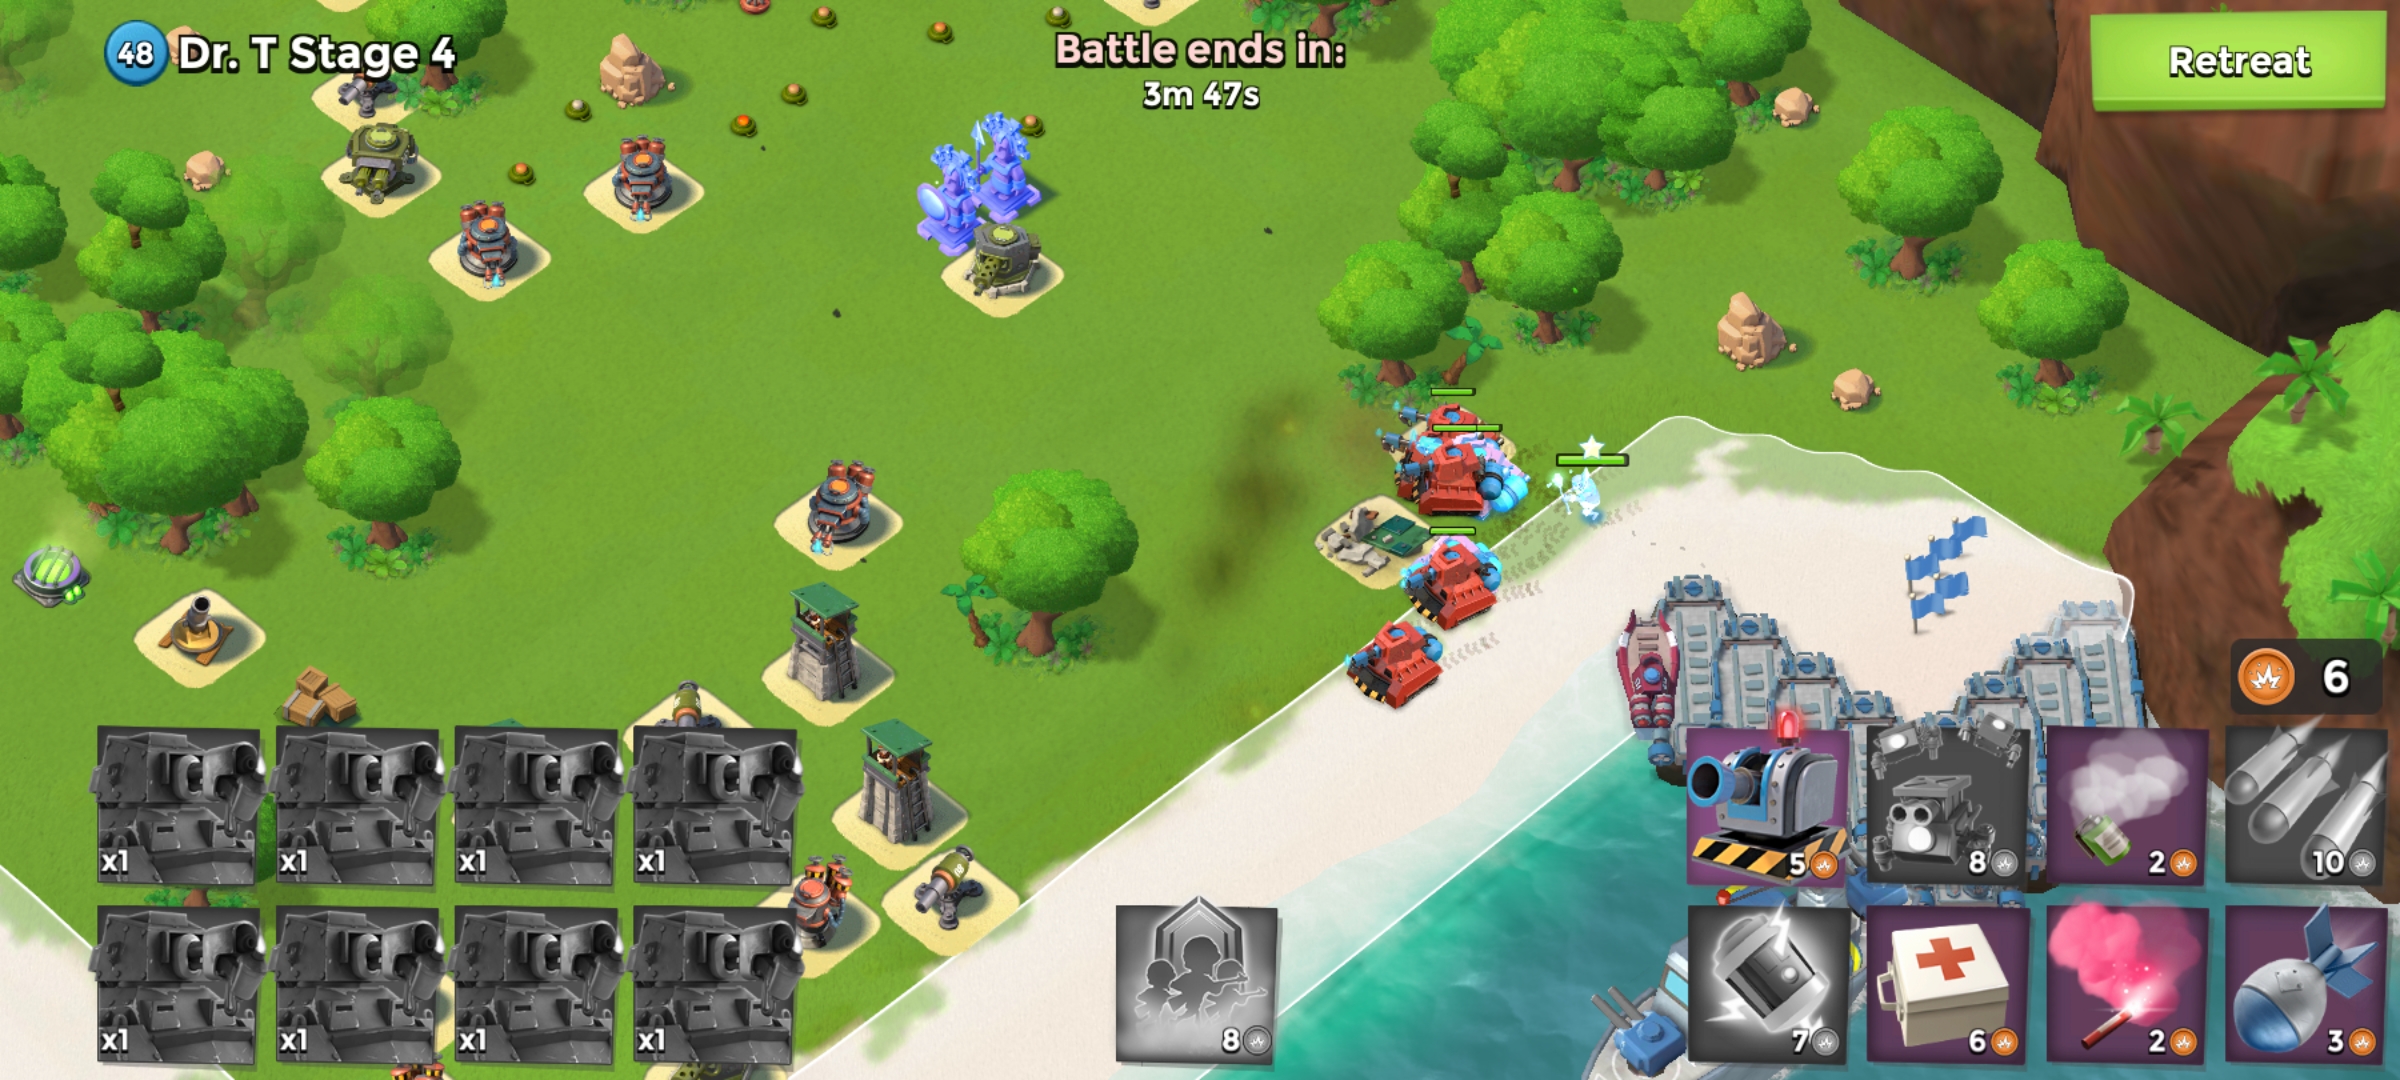 48 Dr. T Stage 4
Battle ends in:
3m 47s
Retreat
6
x1 x1 x1 x1
5 8 2 10
x1 x1 x1 x1
8
7 6 2 3